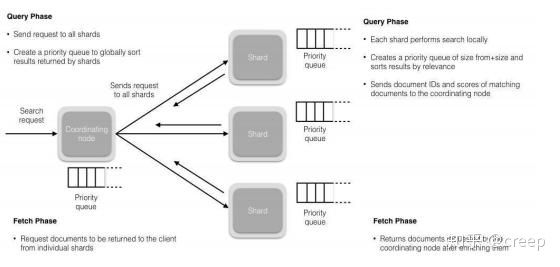 Query Phase
• Send request to all shards
• Create a priority queue to globally sort
results returned by shards
Search
request
Coordinating
node
Priority
queue
Sends request
to all shards
Shard
Priority
queue
Shard
Priority
queue
Shard
Priority
queue
Query Phase
• Each shard performs search locally
• Creates a priority queue of size from+size and
sorts results by relevance
• Sends document IDs and scores of matching
documents to the coordinating node
Fetch Phase
• Request documents to be returned to the client
from individual shards
Fetch Phase
• Returns documents
coordinating node after enriching them
知乎 @creep